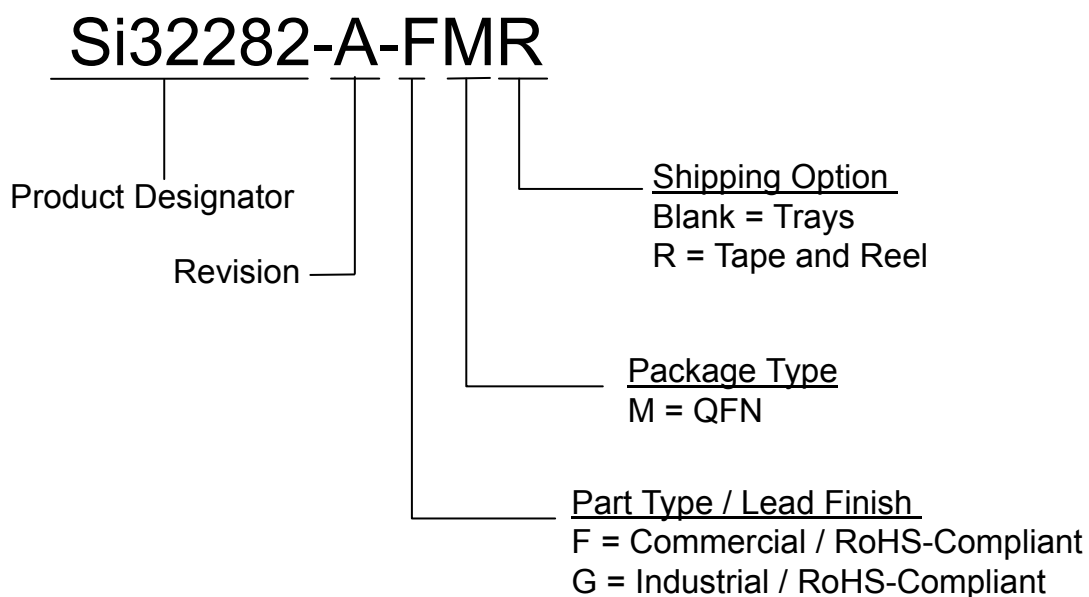 Si32282-A-FMR
Product Designator
Revision
Shipping Option
Blank = Trays
R = Tape and Reel
Package Type
M = QFN
Part Type / Lead Finish
F = Commercial / RoHS-Compliant
G = Industrial / RoHS-Compliant